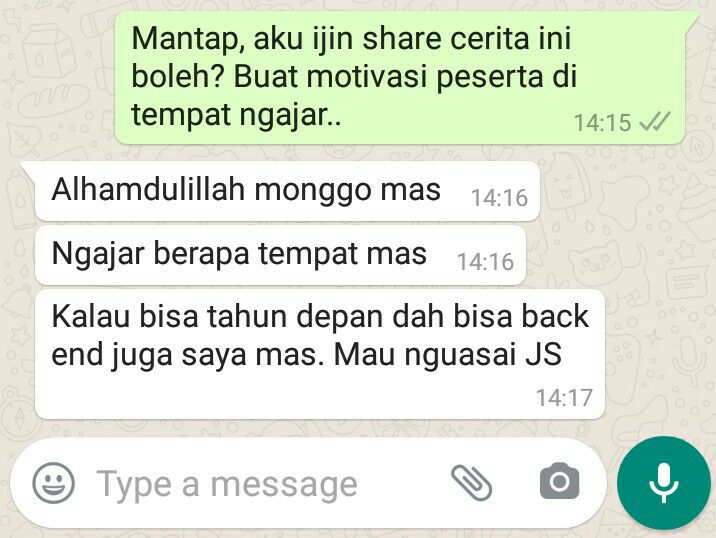 Mantap, aku ijin share cerita ini
boleh? Buat motivasi peserta di
tempat ngajar..
14:15
Alhamdulillah monggo mas
14:16
Ngajar berapa tempat mas
14:16
Kalau bisa tahun depan dah bisa back
end juga saya mas. Mau nguasai JS
14:17
Type a message